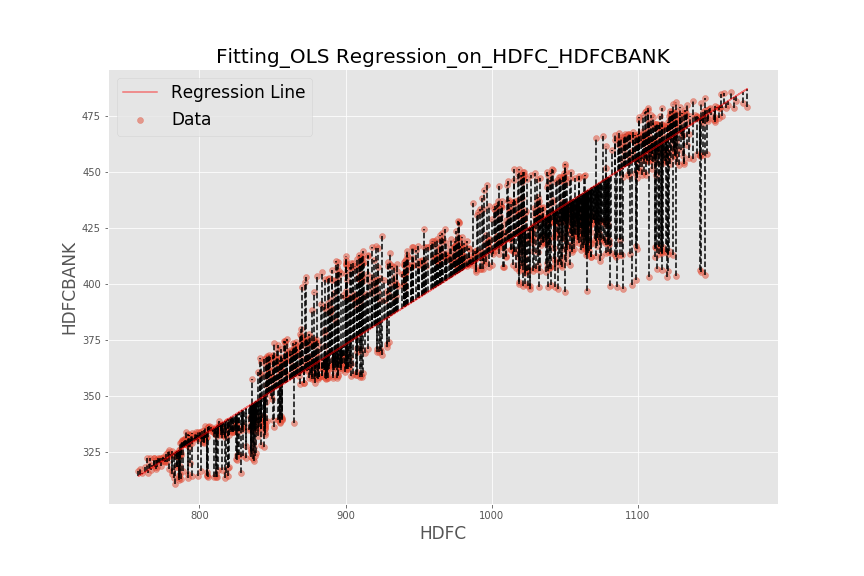 Fitting_OLS Regression_on_HDFC_HDFCBANK
Regression Line
Data
475
450
425
400
375
350
325
HDFCBANK
800 900 1000 1100
HDFC